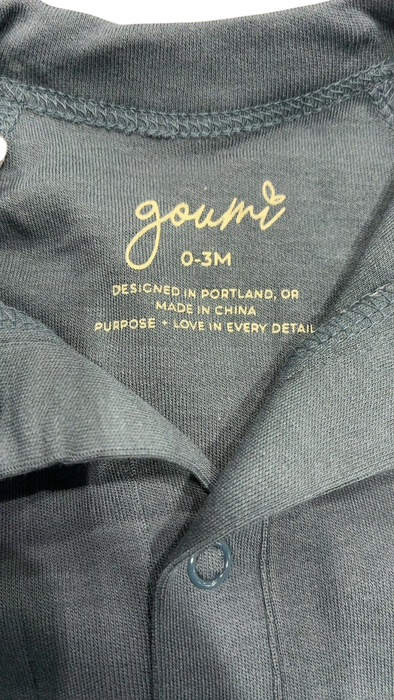 goumi
0-3M
DESIGNED IN PORTLAND, OR
MADE IN CHINA
PURPOSE + LOVE IN EVERY DETAIL